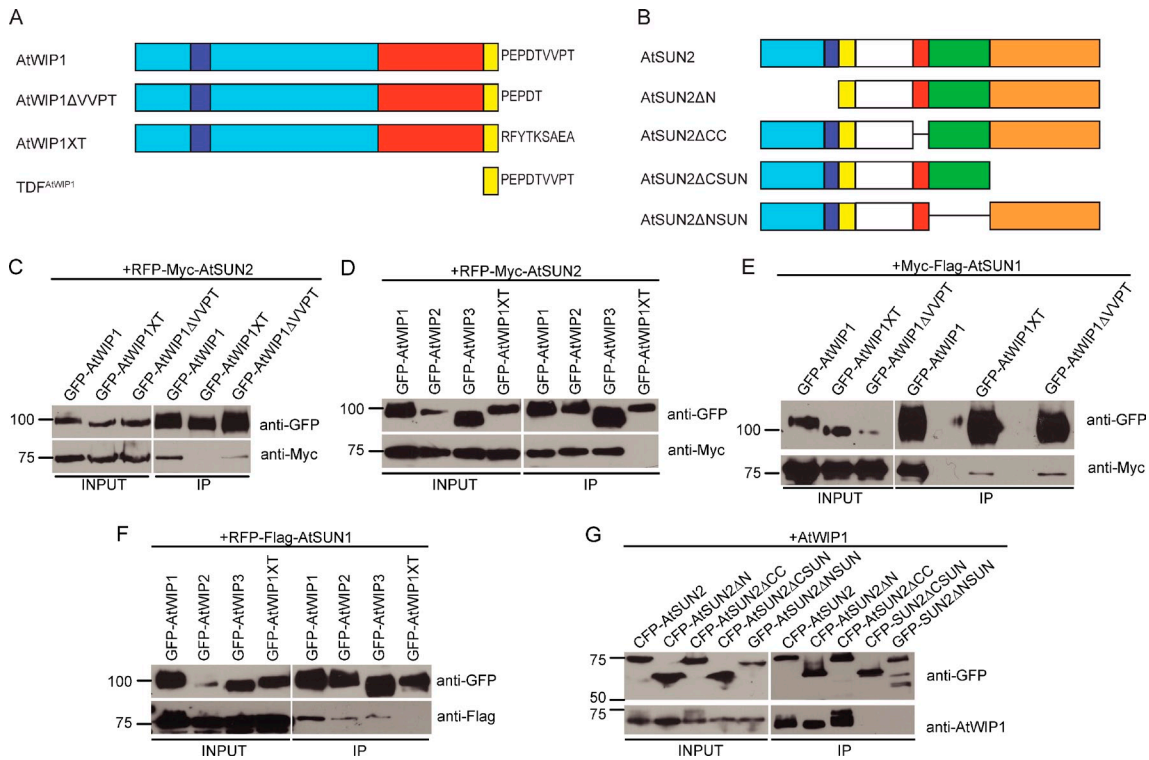 A
AtWIP1
PEPDTVVPT
AtWIP1ΔVVPT
PEPDT
AtWIP1XT
RFYTKSAEA
TDFAtWIP1
PEPDTVVPT
B
AtSUN2
AtSUN2ΔN
AtSUN2ΔCC
AtSUN2ΔCSUN
AtSUN2ΔNSUN
C
+RFP-Myc-AtSUN2
GFP-AtWIP1
GFP-AtWIP1XT
GFP-AtWIP1ΔVVPT
GFP-AtWIP1
GFP-AtWIP1XT
GFP-AtWIP1ΔVVPT
100
anti-GFP
75
anti-Myc
INPUT
IP
D
+RFP-Myc-AtSUN2
GFP-AtWIP1
GFP-AtWIP2
GFP-AtWIP3
GFP-AtWIP1XT
GFP-AtWIP1
GFP-AtWIP2
GFP-AtWIP3
GFP-AtWIP1XT
100
anti-GFP
75
anti-Myc
INPUT
IP
E
+Myc-Flag-AtSUN1
GFP-AtWIP1
GFP-AtWIP1XT
GFP-AtWIP1ΔVVPT
GFP-AtWIP1
GFP-AtWIP1XT
GFP-AtWIP1ΔVVPT
100
anti-GFP
75
anti-Myc
INPUT
IP
F
+RFP-Flag-AtSUN1
GFP-AtWIP1
GFP-AtWIP2
GFP-AtWIP3
GFP-AtWIP1XT
GFP-AtWIP1
GFP-AtWIP2
GFP-AtWIP3
GFP-AtWIP1XT
100
anti-GFP
75
anti-Flag
INPUT
IP
G
+AtWIP1
CFP-AtSUN2
CFP-AtSUN2ΔN
CFP-AtSUN2ΔCC
CFP-AtSUN2ΔCSUN
GFP-AtSUN2ΔNSUN
CFP-AtSUN2
CFP-AtSUN2ΔN
CFP-AtSUN2ΔCC
CFP-SUN2ΔCSUN
GFP-SUN2ΔNSUN
75
anti-GFP
50
75
anti-AtWIP1
INPUT
IP